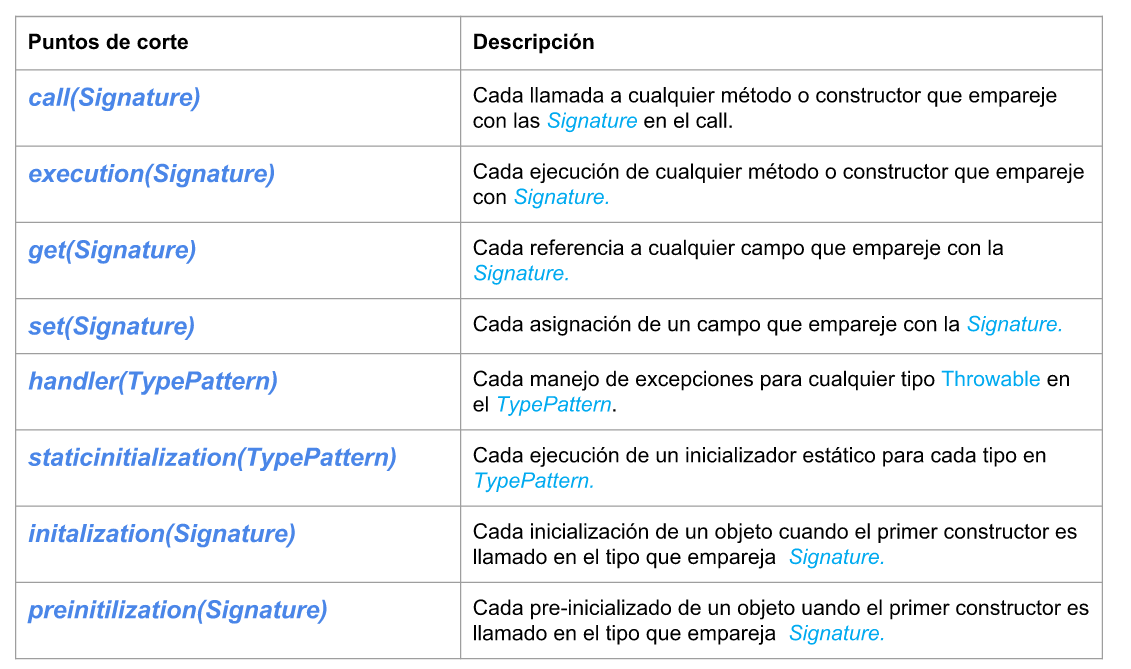 Puntos de corte
Descripción
call(Signature)
Cada llamada a cualquier método o constructor que empareje
con las Signature en el call.
execution(Signature)
Cada ejecución de cualquier método o constructor que empareje
con Signature.
get(Signature)
Cada referencia a cualquier campo que empareje con la
Signature.
set(Signature)
Cada asignación de un campo que empareje con la Signature.
handler(TypePattern)
Cada manejo de excepciones para cualquier tipo Throwable en
el TypePattern.
staticinitialization(TypePattern)
Cada ejecución de un inicializador estático para cada tipo en
TypePattern.
initalization(Signature)
Cada inicialización de un objeto cuando el primer constructor es
llamado en el tipo que empareja Signature.
preinitilization(Signature)
Cada pre-inicializado de un objeto uando el primer constructor es
llamado en el tipo que empareja Signature.